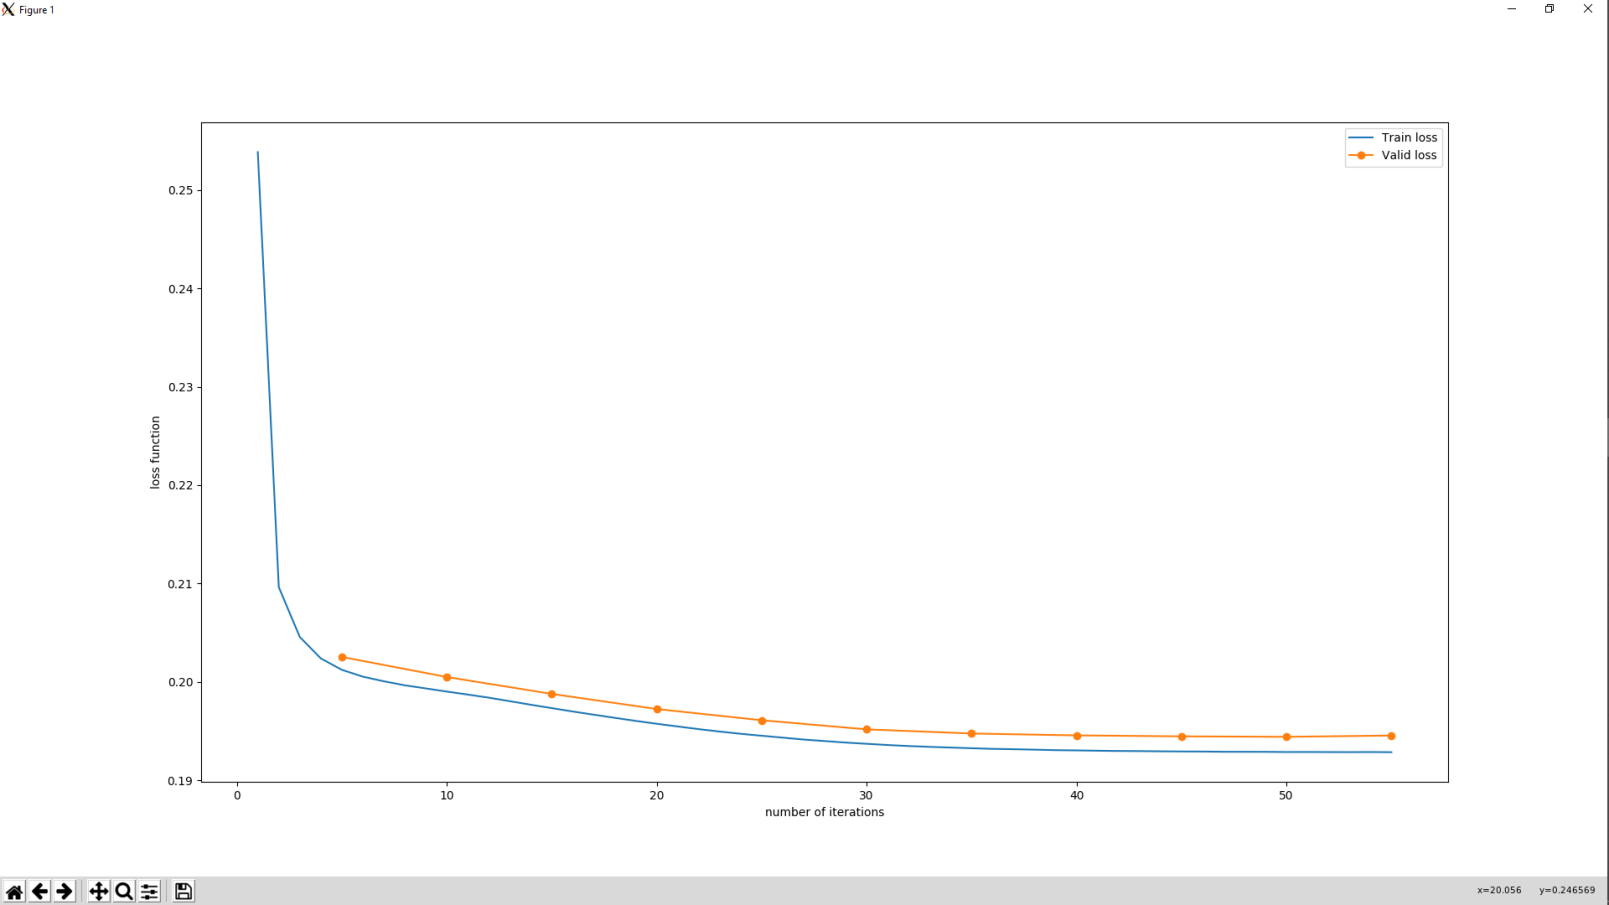 Figure 1
Train loss
Valid loss
0.25
0.24
0.23
0.22
0.21
0.20
0.19
loss function
0 10 20 30 40 50
number of iterations
x=20.056 y=0.246569